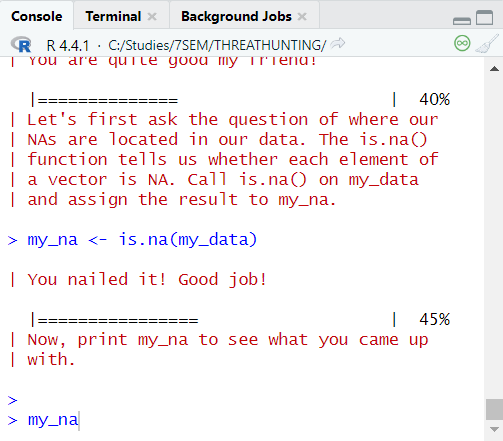 Console Terminal × Background Jobs ×
R R 4.4.1 · C:/Studies/7SEM/THREATHUNTING/
| You are quite good my friend!
|============== | 40%
| Let's first ask the question of where our
| NAs are located in our data. The is.na()
| function tells us whether each element of
| a vector is NA. Call is.na() on my_data
| and assign the result to my_na.
> my_na <- is.na(my_data)
| You nailed it! Good job!
|================ | 45%
| Now, print my_na to see what you came up
| with.
>
> my_na